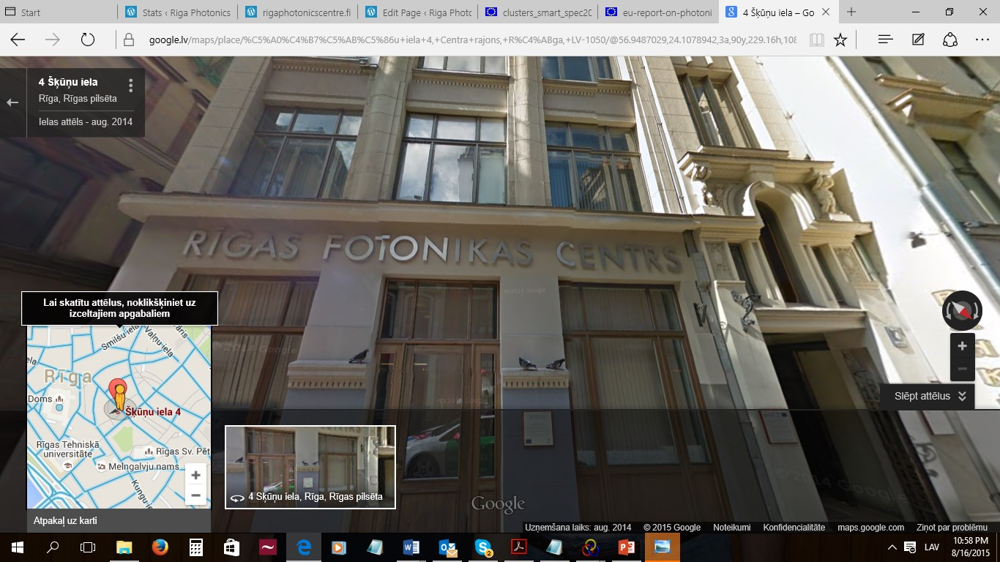 Start
Stats ‹ Riga Photonics
rigaphotonicscentre.fi
Edit Page ‹ Riga Photo
clusters_smart_spec20
eu-report-on-photoni
4 Šķūņu iela – Go
google.lv/maps/place/%C5%A0%C4%B7%C5%AB%C5%86u+iela+4,+Centra+rajons,+R%C4%ABga,+LV-1050/@56.9487029,24.1078942,3a,90y,229.16h,108
4 Šķūņu iela
Rīga, Rīgas pilsēta
Ielas attēls - aug. 2014
RĪGAS FOTONIKAS CENTRS
Lai skatītu attēlus, noklikšķiniet uz
izceltajiem apgabaliem
Smilšu iela
Vaļņu iela
Rīga
Doms
Šķūņu iela 4
Rīgas Tehniskā
universitāte
Rīgas Sv. Pēt
Melngalvju nams
Kungu
Atpakaļ uz karti
4 Šķūņu iela, Rīga, Rīgas pilsēta
Slēpt attēlus
Google
Uzņemšana laiks: aug. 2014
© 2015 Google
Noteikumi
Konfidencialitāte
maps.google.com
Ziņot par problēmu
2
LAV
10:58 PM
8/16/2015